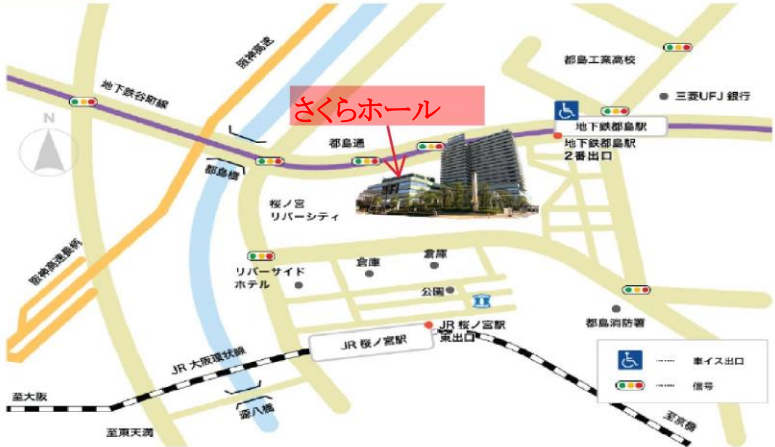 阪神高速
都島工業高校
地下鉄谷町線
さくらホール
三菱UFJ 銀行
地下鉄都島駅
N
都島通
地下鉄都島駅
2番出口
都島橋
桜ノ宮
リバーシティ
阪神高速長柄
倉庫
倉庫
リバーサイド
ホテル
公園
都島消防署
JR 桜ノ宮駅
東出口
JR 桜ノ宮駅
JR 大阪環状線
車イス出口
信号
至大阪
源八橋
至京橋
至東天満